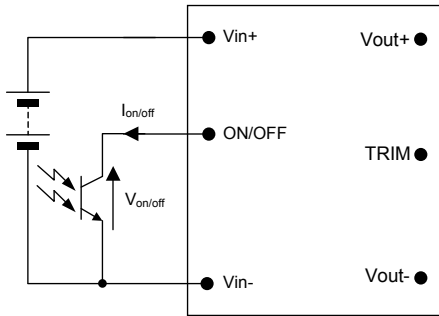 Vin+
Vout+
Ion/off
ON/OFF
TRIM
Von/off
Vin-
Vout-